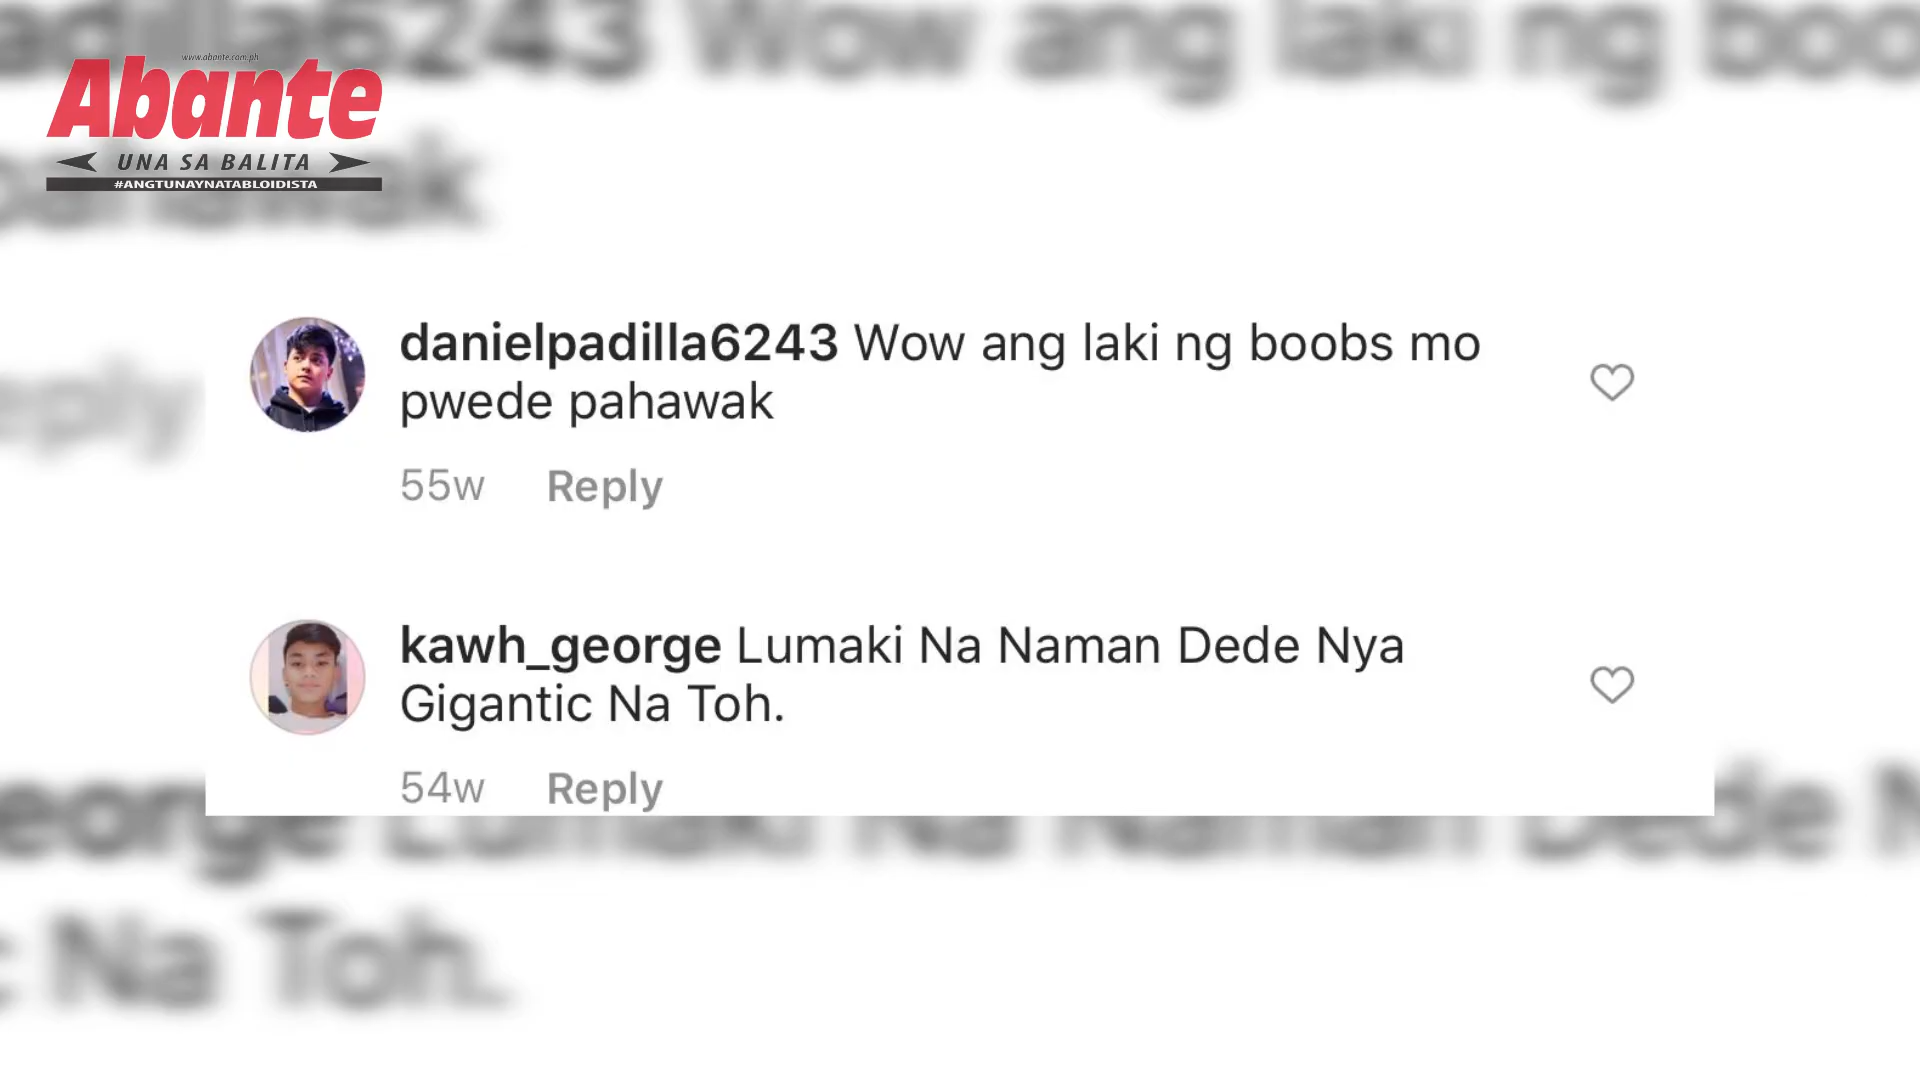 www.abante.com.ph
Abante
UNA SA BALITA
#ANGTUNAYNATABLOIDISTA
danielpadilla6243 Wow ang laki ng boobs mo
pwede pahawak
55w Reply
kawh_george Lumaki Na Naman Dede Nya
Gigantic Na Toh.
54w Reply